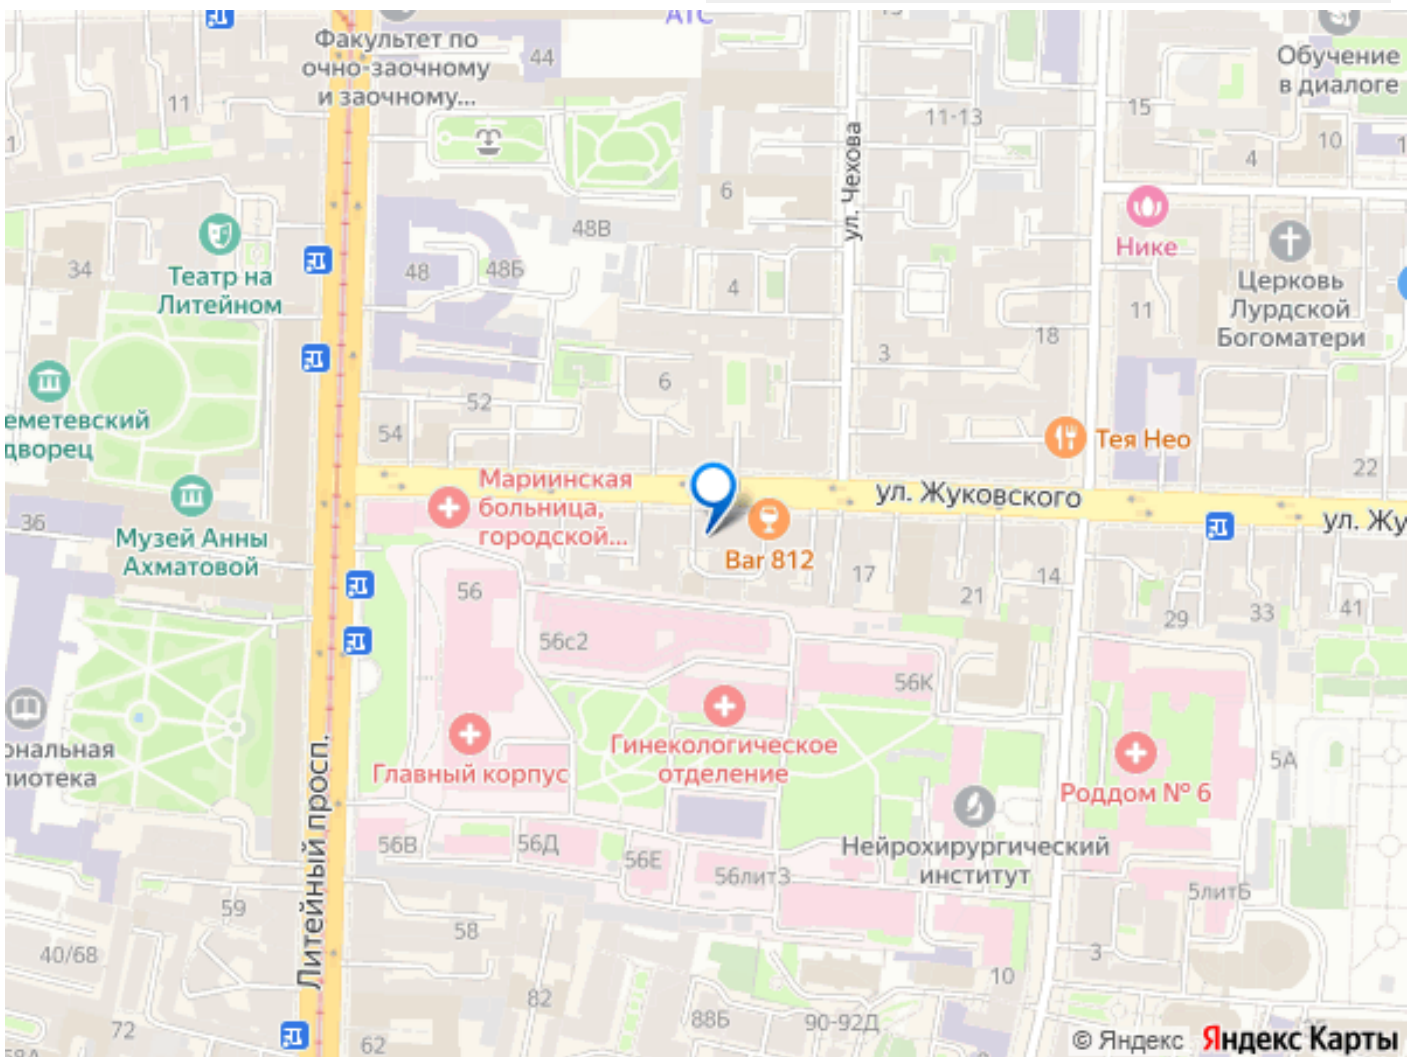 АТС
Факультет по
очно-заочному
и заочному...
44
11
11-13
15
Обучение
в диалоге
10
4
6
ул. Чехова
48В
Нике
Театр на
Литейном
34
48
48Б
4
11
Церковь
Лурдской
Богоматери
18
3
6
52
54
еметевский
дворец
Тея Нео
22
Мариинская
больница,
городской...
ул. Жуковского
ул. Жу
36
Музей Анны
Ахматовой
Bar 812
17
14
21
29
33
41
56
56с2
56К
Гинекологическое
отделение
Главный корпус
ональная
лиотека
Литейный просп.
5А
Роддом № 6
Нейрохирургический
институт
56В
56Д
56Е
56лит3
5литБ
59
58
40/68
3
10
82
72
88Б
90-92Д
62
© Яндекс Яндекс Карты